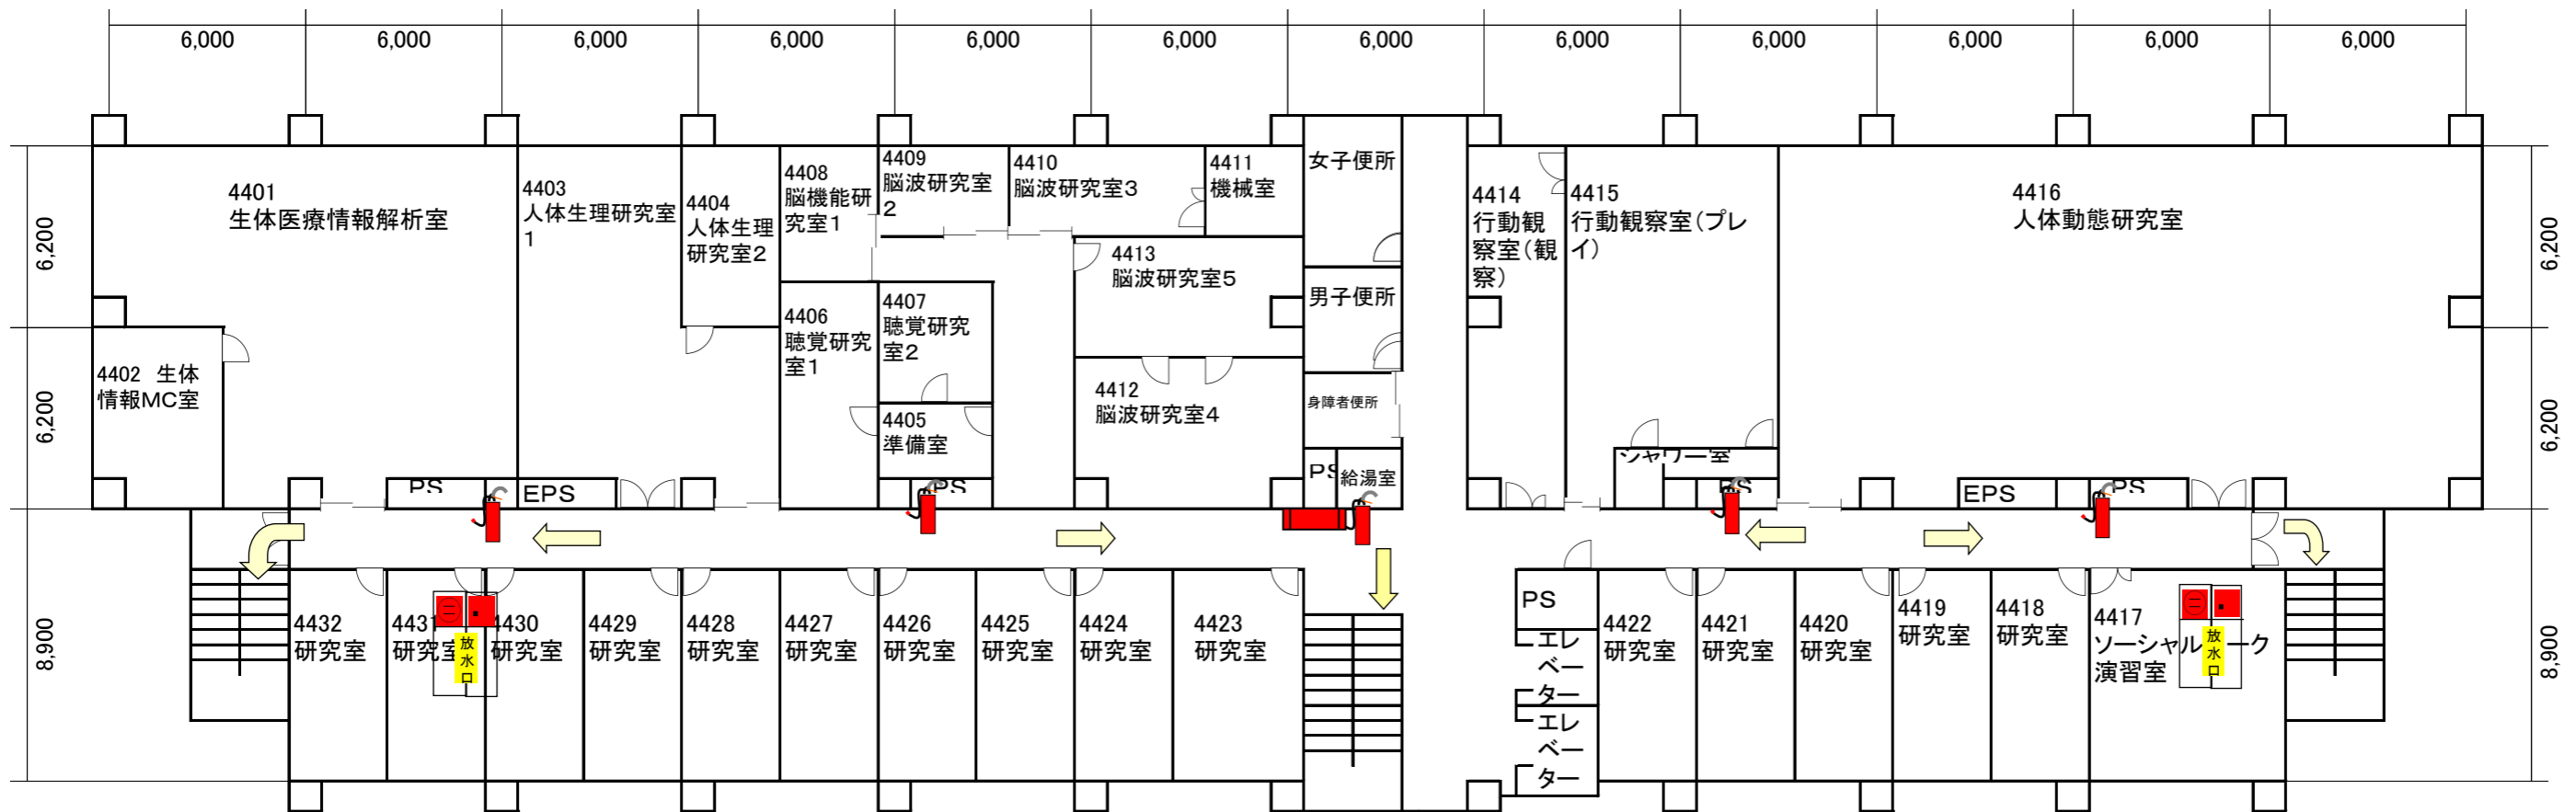 6,000
6,000
6,000
6,000
6,000
6,000
6,000
6,000
6,000
6,000
6,000
6,000
6,200
6,200
8,900
4401
生体医療情報解析室
4402 生体
情報MC室
4403
人体生理研究室
1
4404
人体生理
研究室2
4408
脳機能研
究室1
4409
脳波研究室
2
4410
脳波研究室3
4411
機械室
4413
脳波研究室5
4406
聴覚研究
室1
4407
聴覚研究
室2
4405
準備室
4412
脳波研究室4
女子便所
男子便所
身障者便所
PS
給湯室
4414
行動観
察室(観
察)
4415
行動観察室(プレ
イ)
4416
人体動態研究室
シャワー室
PS
EPS
PS
PS
EPS
PS
6,200
6,200
8,900
4432
研究室
4431
研究室
放
水
口
4430
研究室
4429
研究室
4428
研究室
4427
研究室
4426
研究室
4425
研究室
4424
研究室
4423
研究室
PS
エレ
ベー
ター
エレ
ベー
ター
4422
研究室
4421
研究室
4420
研究室
4419
研究室
4418
研究室
4417
ソーシャルワーク
演習室
放
水
口